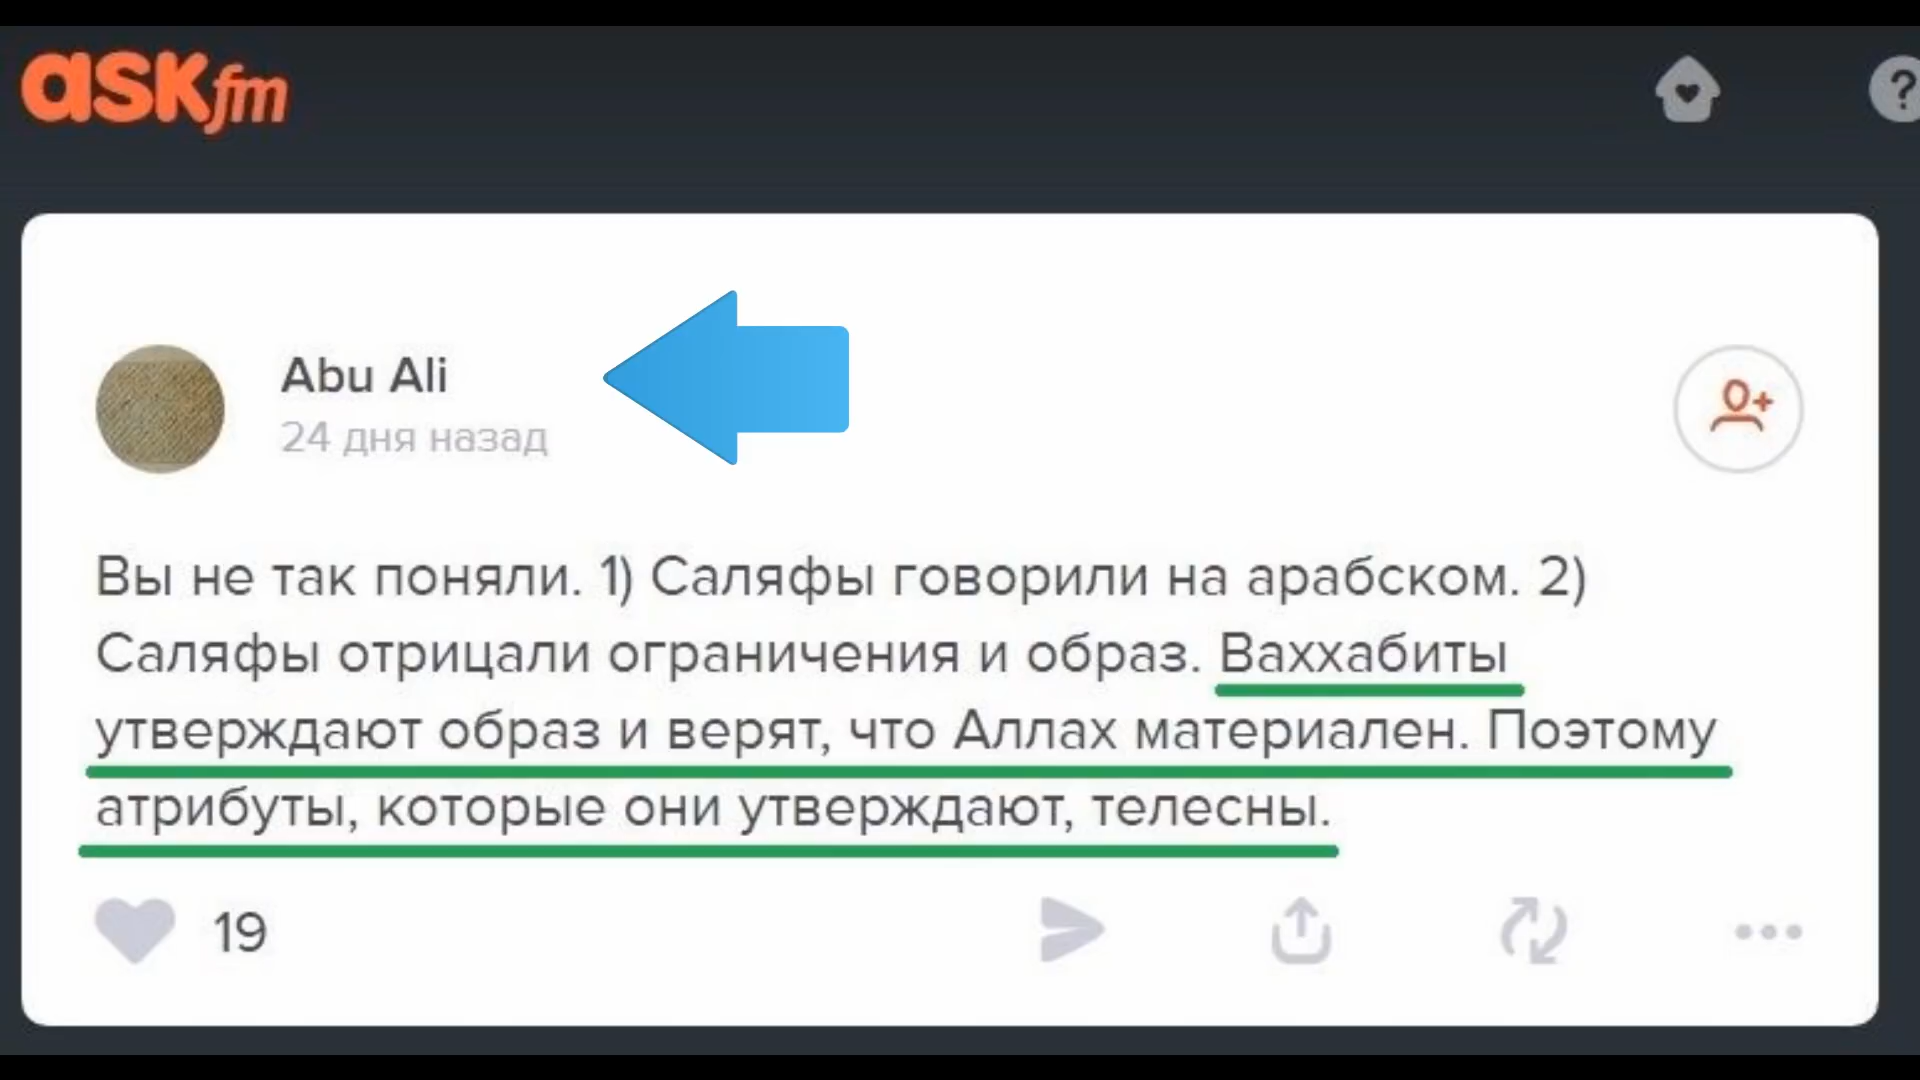 askfm
?
Abu Ali
24 дня назад
Вы не так поняли. 1) Саляфы говорили на арабском. 2)
Саляфы отрицали ограничения и образ. Ваххабиты
утверждают образ и верят, что Аллах материален. Поэтому
атрибуты, которые они утверждают, телесны.
19